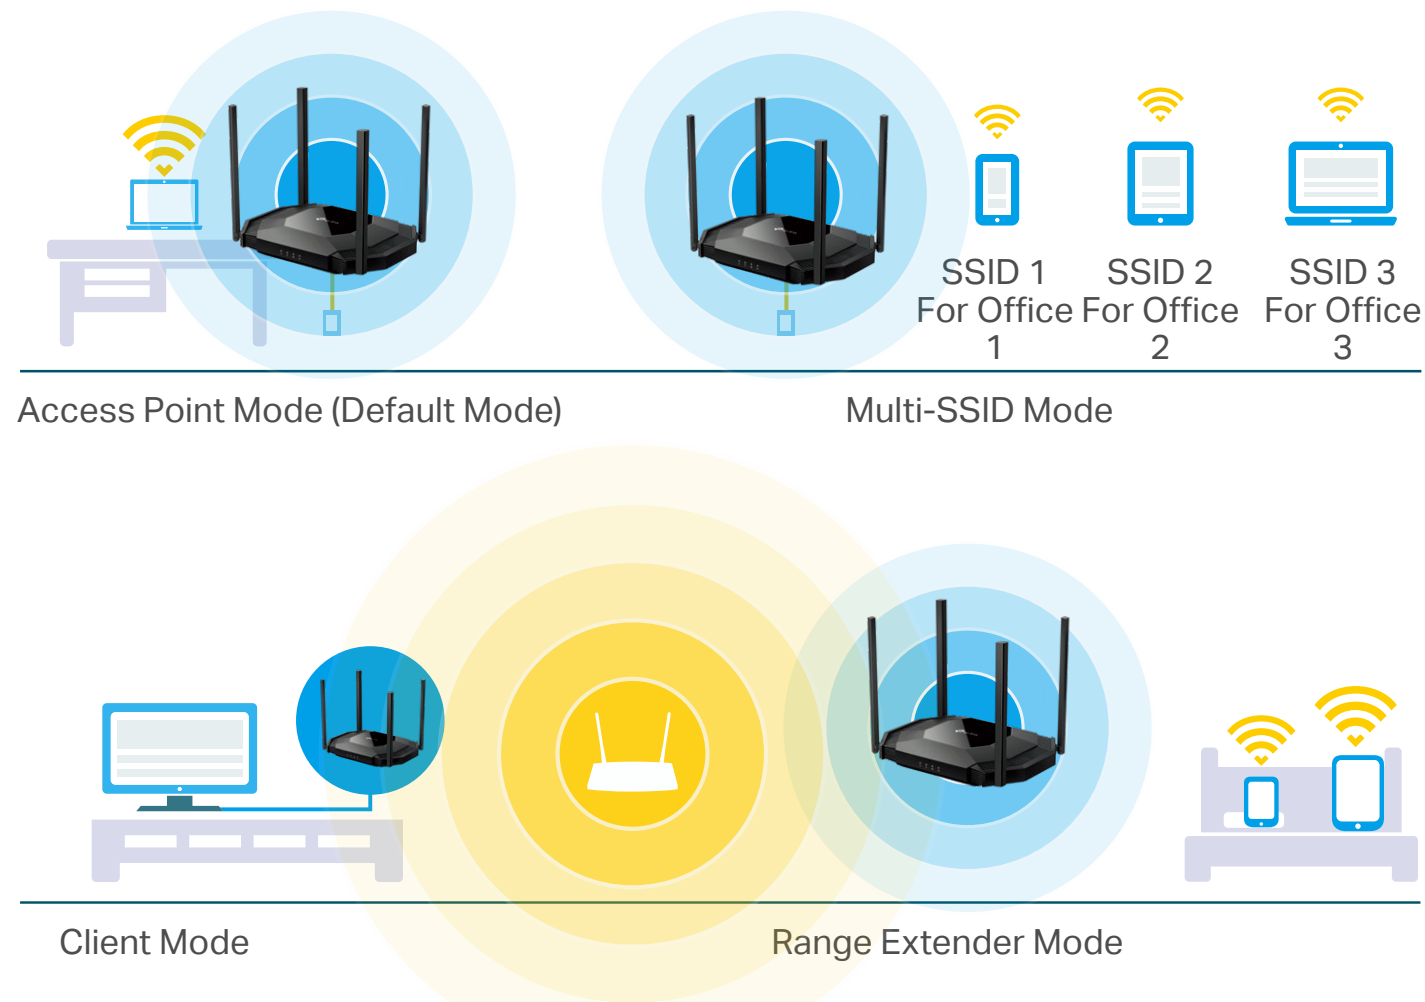 SSID 1
For Office
1
SSID 2
For Office
2
SSID 3
For Office
3
Access Point Mode (Default Mode)
Multi-SSID Mode
Client Mode
Range Extender Mode